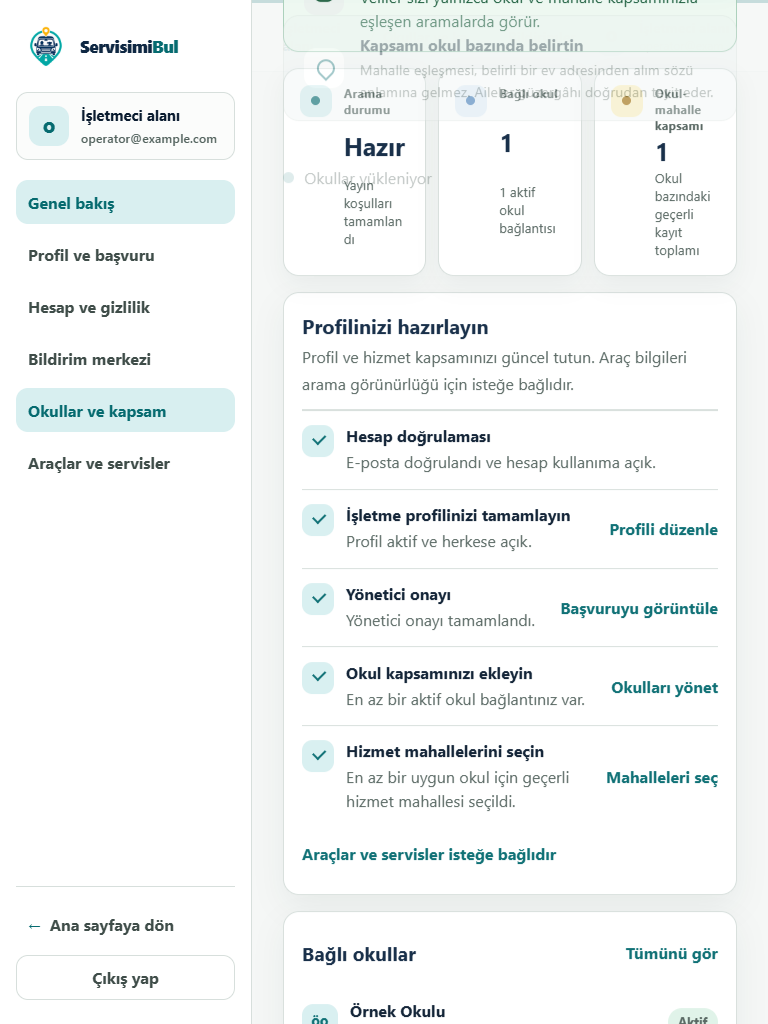 ServisimiBul
İşletmeci alanı
operator@example.com
Genel bakış
Profil ve başvuru
Hesap ve gizlilik
Bildirim merkezi
Okullar ve kapsam
Araçlar ve servisler
← Ana sayfaya dön
Çıkış yap
eşleşen aramalarda görür.
Kapsamı okul bazında belirtin
Mahalle eşleşmesi, belirli bir ev adresinden alım sözü
Arama
durumu
Hazır
Yayın
koşulları
tamamlan
dı
Okullar yükleniyor
Bağlı okul
1
1 aktif
okul
bağlantısı
Okul-
mahalle
kapsamı
1
Okul
bazındaki
geçerli
kayıt
toplamı
Profilinizi hazırlayın
Profil ve hizmet kapsamınızı güncel tutun. Araç bilgileri
arama görünürlüğü için isteğe bağlıdır.
Hesap doğrulaması
E-posta doğrulandı ve hesap kullanıma açık.
İşletme profilinizi tamamlayın
Profil aktif ve herkese açık.
Profili düzenle
Yönetici onayı
Yönetici onayı tamamlandı.
Başvuruyu görüntüle
Okul kapsamınızı ekleyin
En az bir aktif okul bağlantınız var.
Okulları yönet
Hizmet mahallelerini seçin
En az bir uygun okul için geçerli
hizmet mahallesi seçildi.
Mahalleleri seç
Araçlar ve servisler isteğe bağlıdır
Bağlı okullar
Tümünü gör
Örnek Okulu
Aktif